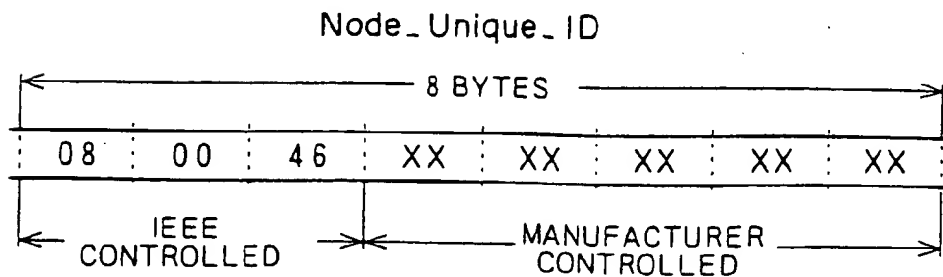 Node_Unique_ID
8 BYTES
08 00 46 XX XX XX XX XX
IEEE
CONTROLLED
MANUFACTURER
CONTROLLED